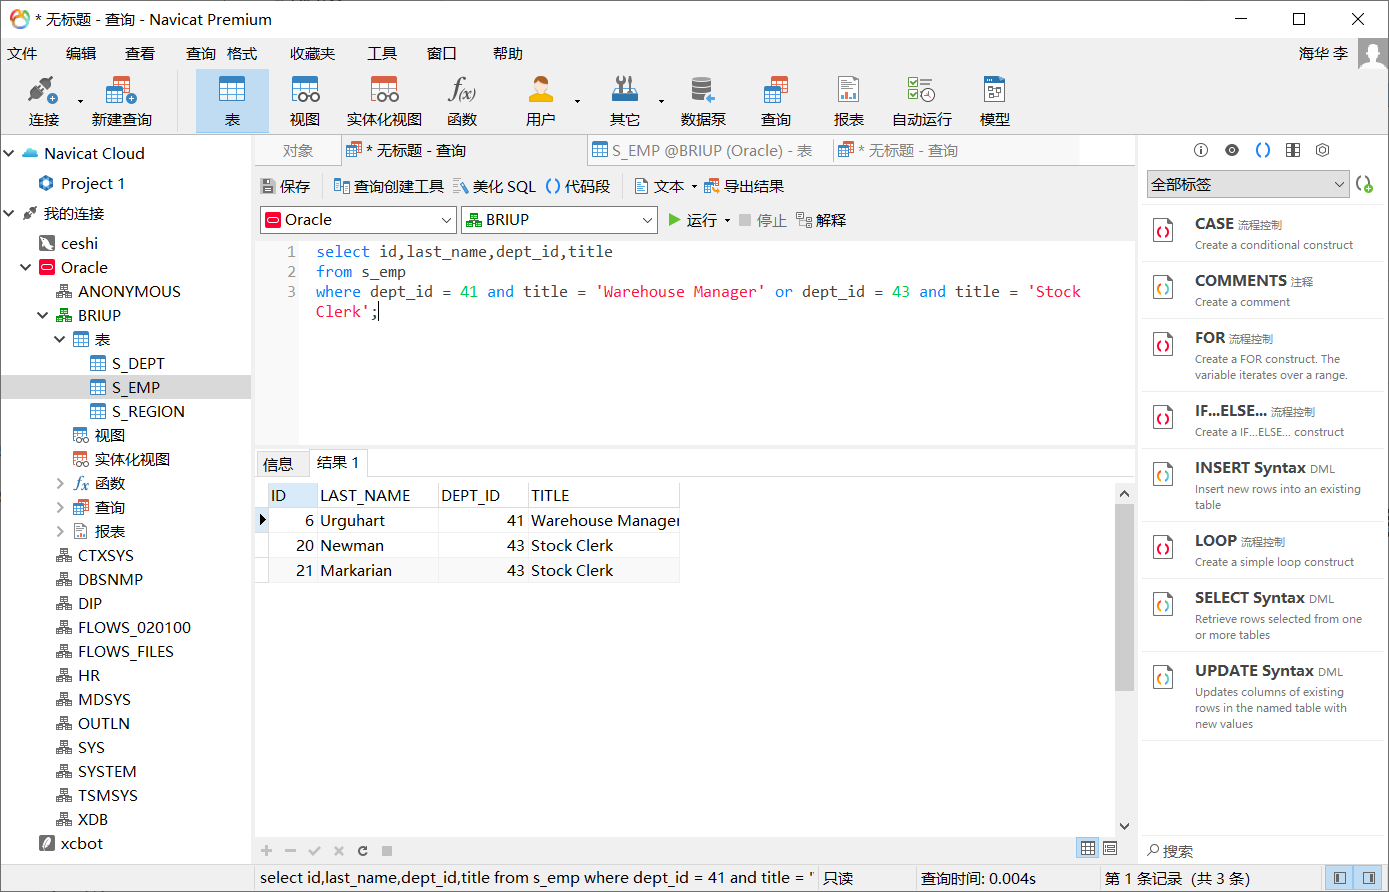 * 无标题 - 查询 - Navicat Premium
文件 编辑 查看 查询 格式 收藏夹 工具 窗口 帮助 海华 李
连接 新建查询 表 视图 实体化视图 函数 用户 其它 数据泵 查询 报表 自动运行 模型
f(x)
Navicat Cloud
Project 1
我的连接
ceshi
Oracle
ANONYMOUS
BRIUP
表
S_DEPT
S_EMP
S_REGION
视图
实体化视图
fx 函数
查询
报表
CTXSYS
DBSNMP
DIP
FLOWS_020100
FLOWS_FILES
HR
MDSYS
OUTLN
SYS
SYSTEM
TSMSYS
XDB
xcbot
对象 * 无标题 - 查询 S_EMP @BRIUP (Oracle) - 表 * 无标题 - 查询
保存 查询创建工具 美化 SQL () 代码段 文本 导出结果
Oracle BRIUP 运行 停止 解释
1 select id,last_name,dept_id,title
2 from s_emp
3 where dept_id = 41 and title = 'Warehouse Manager' or dept_id = 43 and title = 'Stock
Clerk';
信息 结果 1
ID LAST_NAME DEPT_ID TITLE
6 Urguhart 41 Warehouse Manager
20 Newman 43 Stock Clerk
21 Markarian 43 Stock Clerk
全部标签
CASE 流程控制
Create a conditional construct
COMMENTS 注释
Create a comment
FOR 流程控制
Create a FOR construct. The
variable iterates over a range.
IF...ELSE... 流程控制
Create a IF...ELSE... construct
INSERT Syntax DML
Insert new rows into an existing
table
LOOP 流程控制
Create a simple loop construct
SELECT Syntax DML
Retrieve rows selected from one
or more tables
UPDATE Syntax DML
Updates columns of existing
rows in the named table with
new values
搜索
select id,last_name,dept_id,title from s_emp where dept_id = 41 and title = '
只读 查询时间: 0.004s 第 1 条记录 (共 3 条)